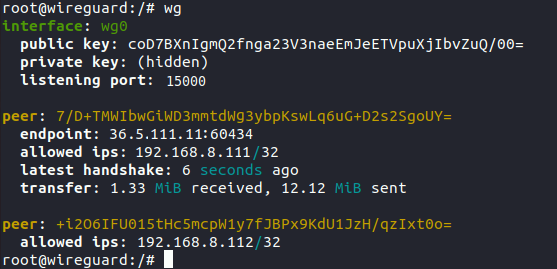 root@wireguard:/# wg
interface: wg0
public key: coD7BXnIgmQ2fnga23V3naeEmJeETVpuXjIbvZuQ/00=
private key: (hidden)
listening port: 15000
peer: 7/D+TMWIbwGiWD3mmtdWg3ybpKswLq6uG+D2s2SgoUY=
endpoint: 36.5.111.11:60434
allowed ips: 192.168.8.111/32
latest handshake: 6 seconds ago
transfer: 1.33 MiB received, 12.12 MiB sent
peer: +i2O6IFU015tHc5mcpW1y7fJBPx9KdU1JzH/qzIxt0o=
allowed ips: 192.168.8.112/32
root@wireguard:/#